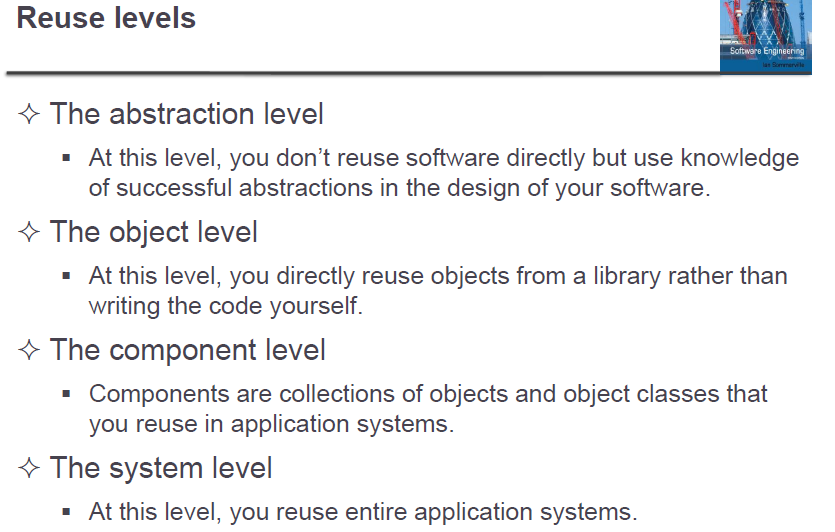 Reuse levels
Software Engineering
Ian Sommerville
✧ The abstraction level
▪ At this level, you don’t reuse software directly but use knowledge
of successful abstractions in the design of your software.
✧ The object level
▪ At this level, you directly reuse objects from a library rather than
writing the code yourself.
✧ The component level
▪ Components are collections of objects and object classes that
you reuse in application systems.
✧ The system level
▪ At this level, you reuse entire application systems.